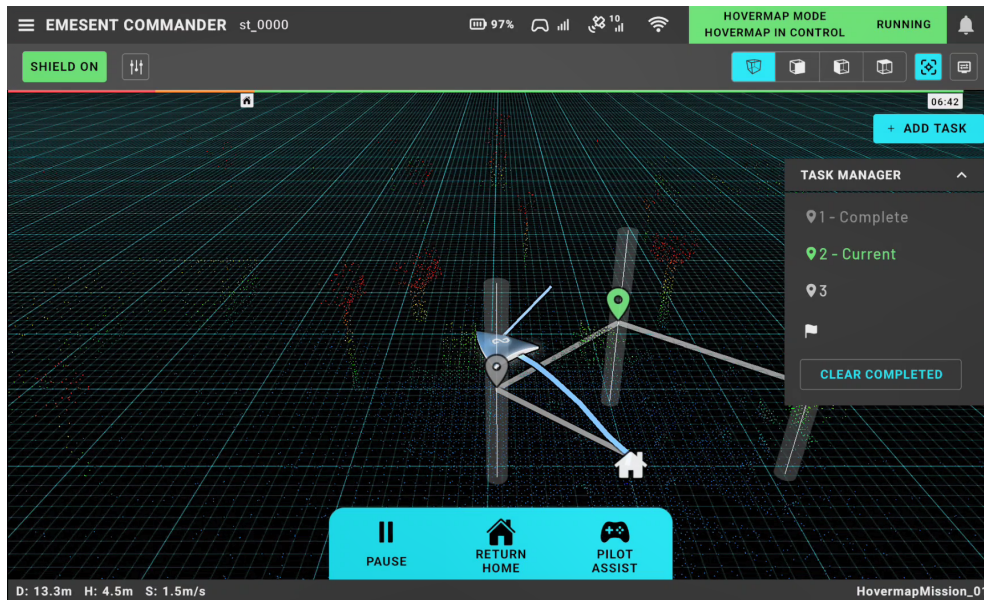 EMESENT COMMANDER st_0000
97%
10
HOVERMAP MODE
HOVERMAP IN CONTROL
RUNNING
SHIELD ON
06:42
+ ADD TASK
TASK MANAGER
1 - Complete
2 - Current
3
CLEAR COMPLETED
PAUSE
RETURN
HOME
PILOT
ASSIST
D: 13.3m H: 4.5m S: 1.5m/s
HovermapMission_01